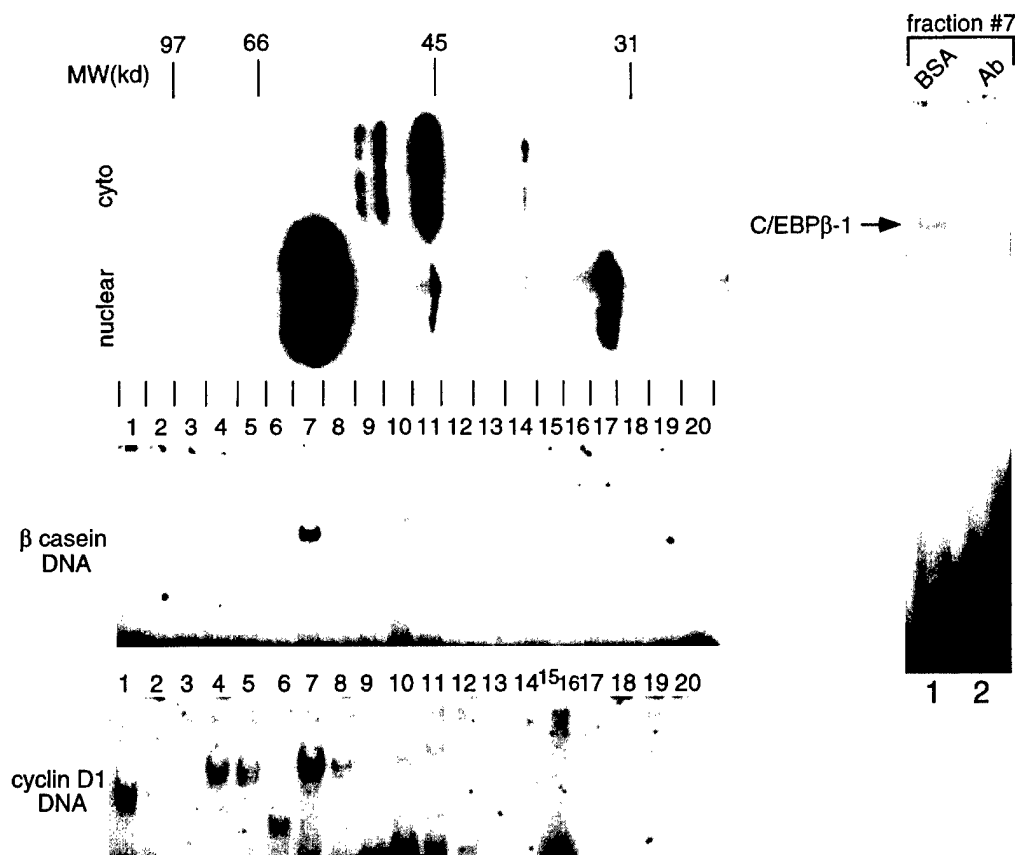 97 66 45 31
MW(kd)
cyto
nuclear
1 2 3 4 5 6 7 8 9 10 11 12 13 14 15 16 17 18 19 20
β casein
DNA
1 2 3 4 5 6 7 8 9 10 11 12 13 14 15 16 17 18 19 20
cyclin D1
DNA
fraction #7
BSA Ab
C/EBPβ-1
1 2